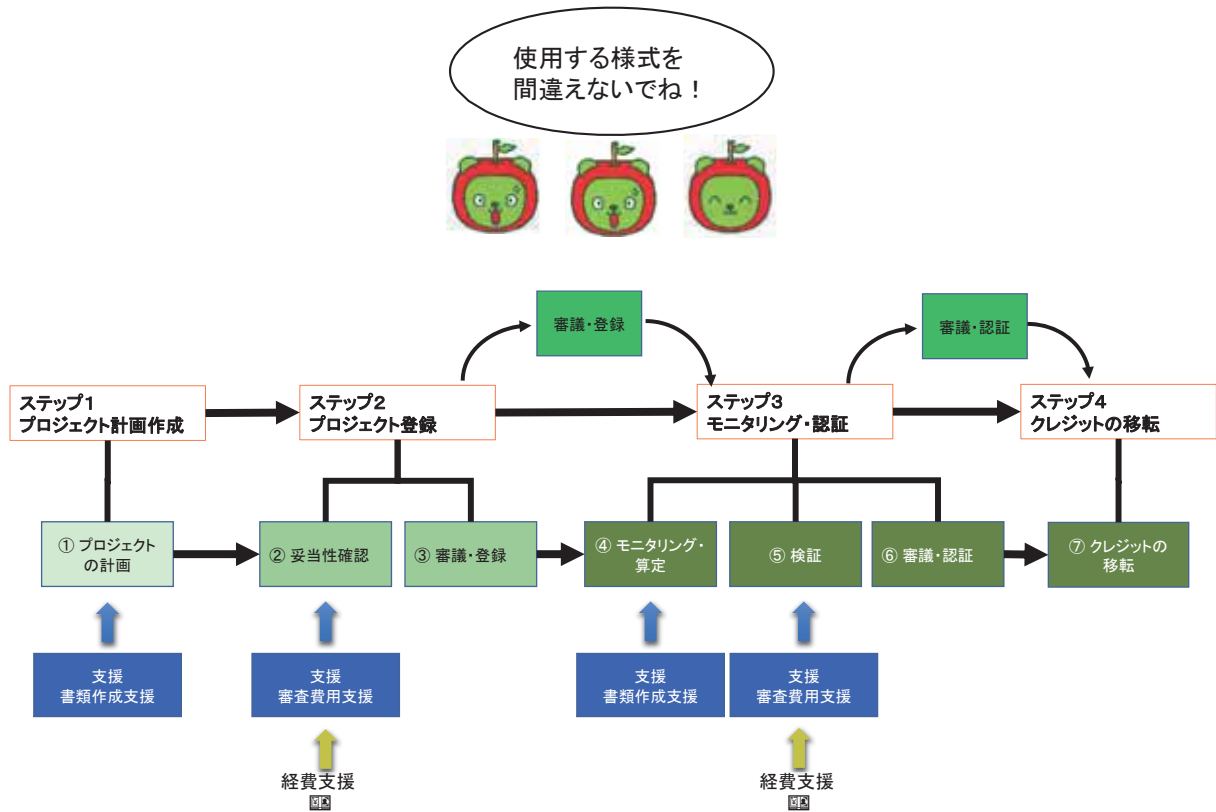 使用する様式を
間違えないでね！
審議・登録
審議・認証
ステップ1
プロジェクト計画作成
ステップ2
プロジェクト登録
ステップ3
モニタリング・認証
ステップ4
クレジットの移転
① プロジェクト
の計画
② 妥当性確認
③ 審議・登録
④ モニタリング・
算定
⑤ 検証
⑥ 審議・認証
⑦ クレジットの
移転
支援
書類作成支援
支援
審査費用支援
支援
書類作成支援
支援
審査費用支援
経費支援
経費支援